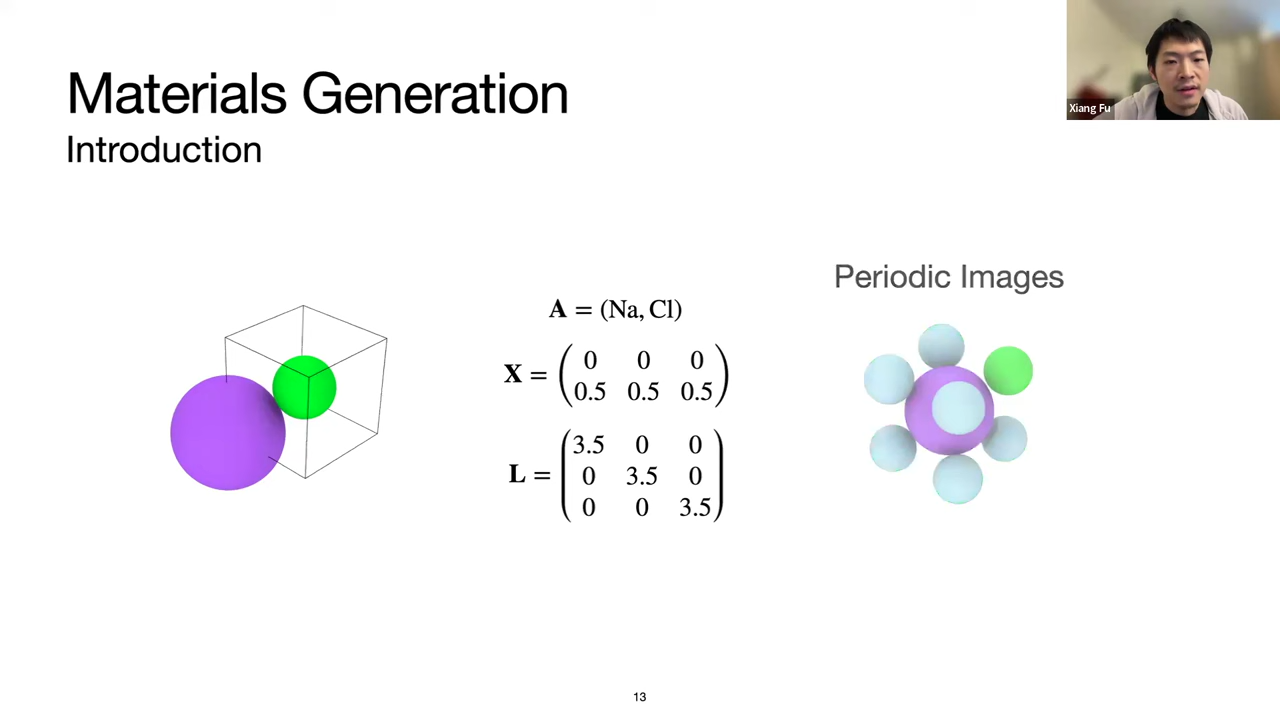 Materials Generation
Introduction
Xiang Fu
Periodic Images
A = (Na, Cl)
X = ( 0 0 0
0.5 0.5 0.5 )
L = ( 3.5 0 0
0 3.5 0
0 0 3.5 )
13